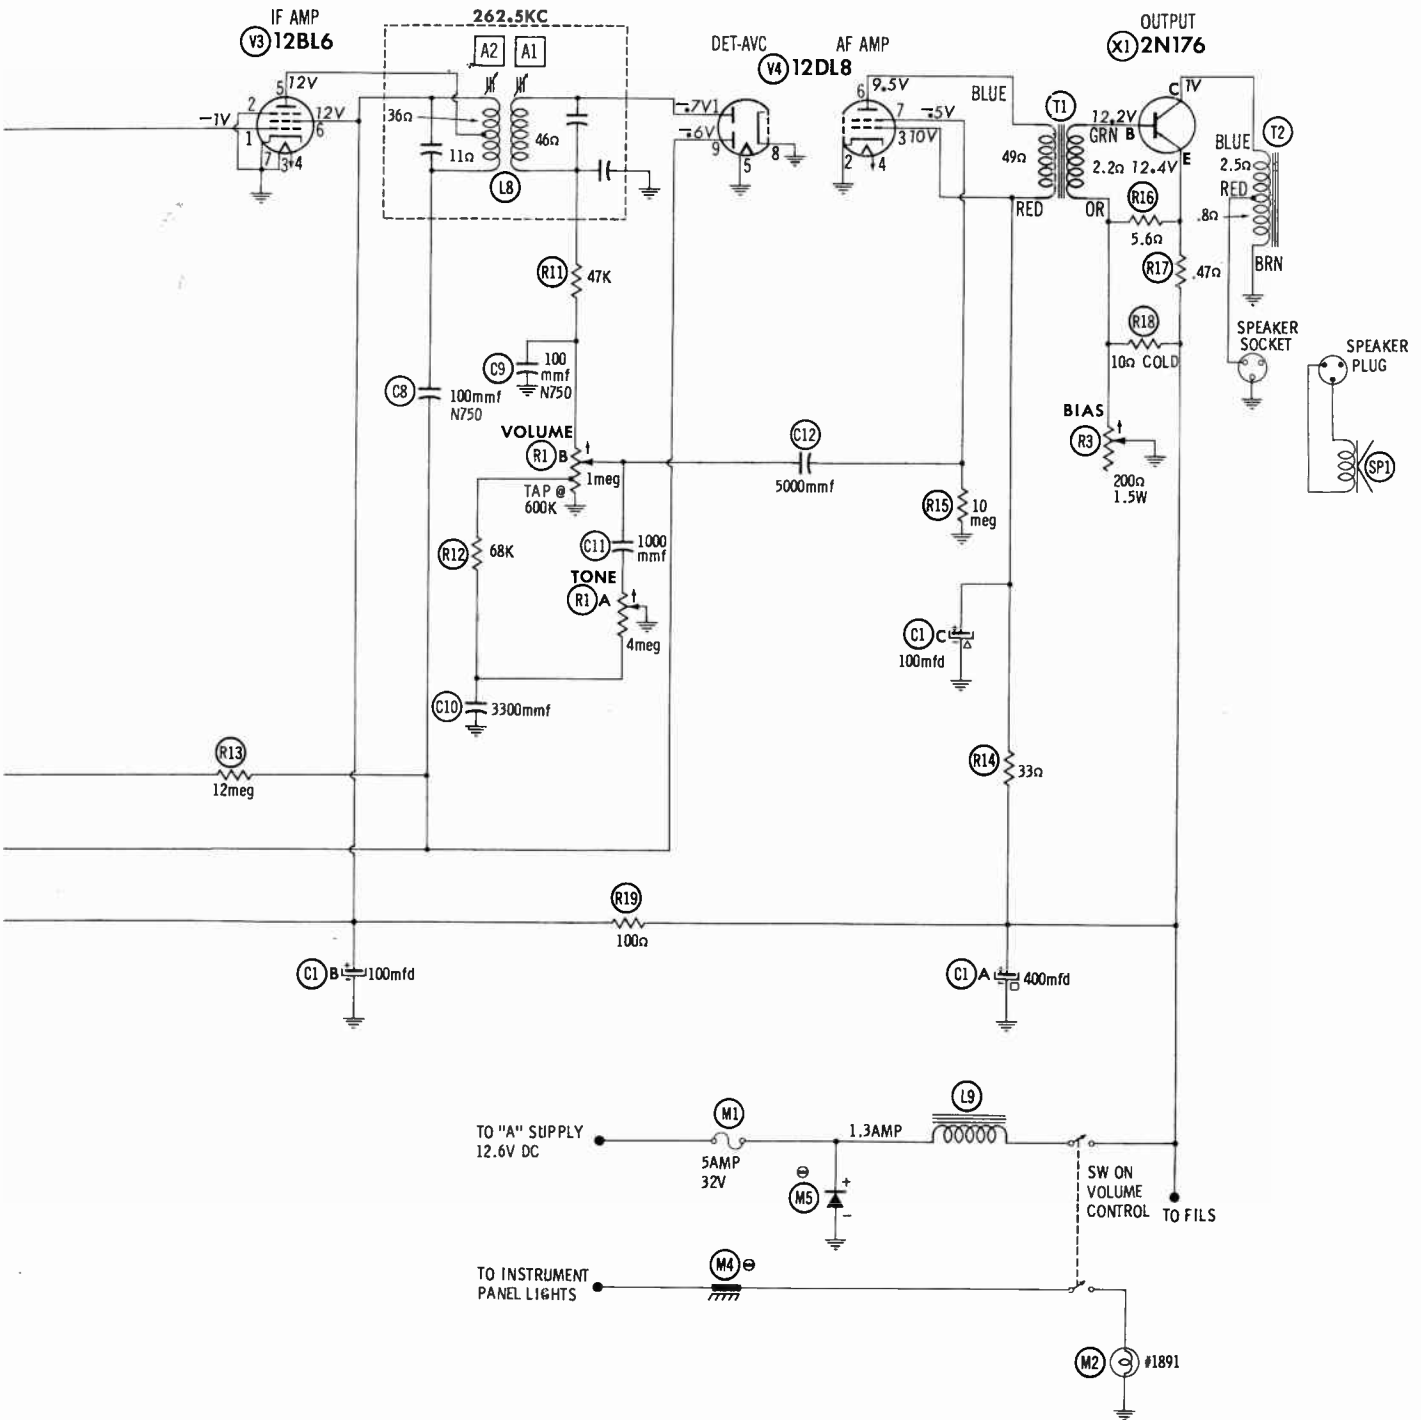 IF AMP
V3 12BL6
262.5KC
A2 A1
DET-AVC
AF AMP
V4 12DL8
OUTPUT
X1 2N176
5 12V
2
-1V
1
12V
6
7
3
4
36Ω
11Ω
46Ω
L8
-.7V 1
-.6V
9
5
8
6 9.5V
7 -.5V
3 10V
2
4
BLUE
T1
49Ω
RED
OR
12.2V
GRN B
C 1V
E
2.2Ω 12.4V
R16
5.6Ω
R17
.47Ω
R18
10Ω COLD
T2
BLUE
2.5Ω
RED
.8Ω
BRN
SPEAKER
SOCKET
SPEAKER
PLUG
SP1
BIAS
R3
200Ω
1.5W
R11 47K
C9 100
mmf
N750
C8 100mmf
N750
VOLUME
R1 B
1meg
TAP @
600K
C12
5000mmf
R15 10
meg
R12 68K
C11 1000
mmf
TONE
R1 A
4meg
C10 3300mmf
C1 C
100mfd
R13
12meg
R14 33Ω
R19
100Ω
C1 B 100mfd
C1 A 400mfd
TO "A" SUPPLY
12.6V DC
M1
5AMP
32V
1.3AMP
L9
M5
+
-
SW ON
VOLUME
CONTROL
TO FILS
TO INSTRUMENT
PANEL LIGHTS
M4
M2 #1891